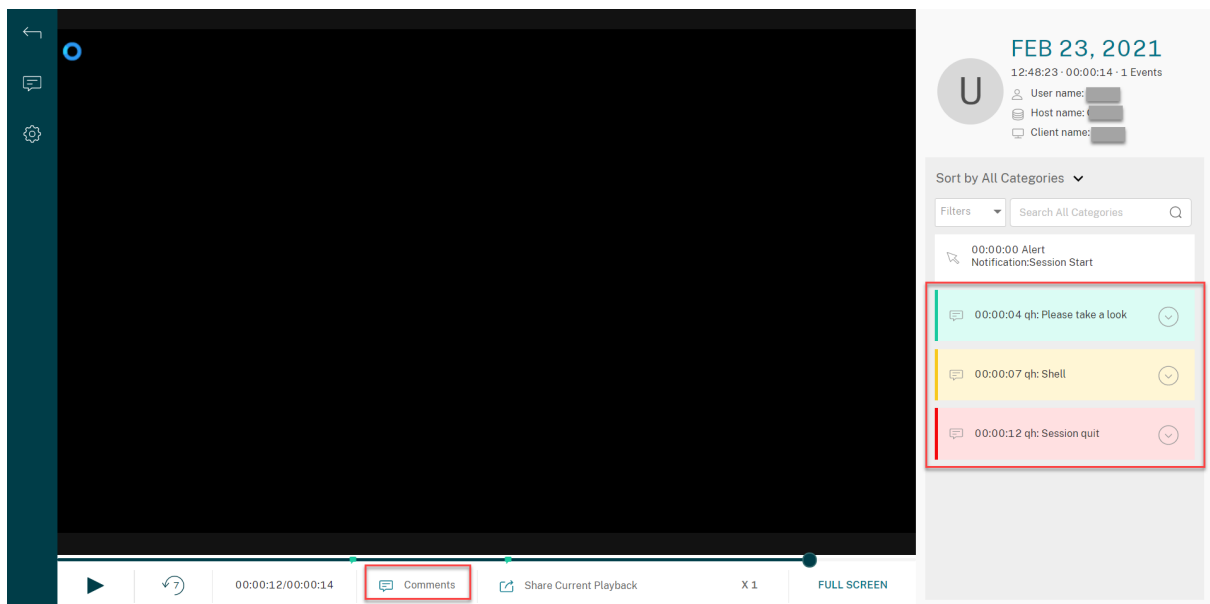 FEB 23, 2021
12:48:23 · 00:00:14 · 1 Events
U
User name:
Host name:
Client name:
Sort by All Categories
Filters
Search All Categories
00:00:00 Alert
Notification:Session Start
00:00:04 qh: Please take a look
00:00:07 qh: Shell
00:00:12 qh: Session quit
7
00:00:12/00:00:14
Comments
Share Current Playback
X 1
FULL SCREEN